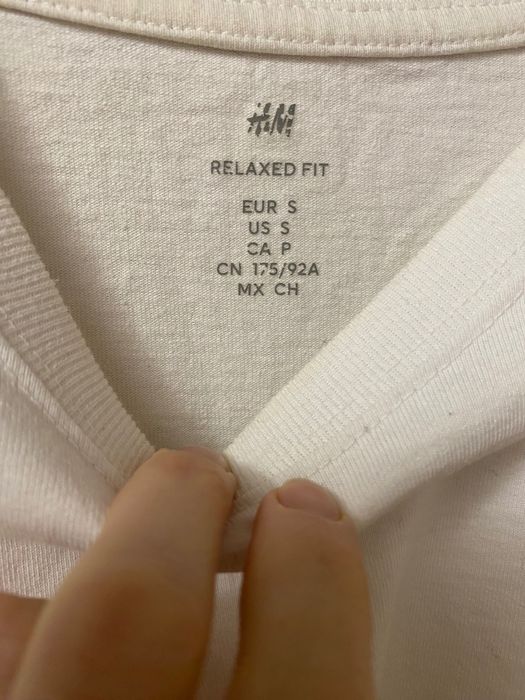 H&M
RELAXED FIT
EUR S
US S
CA P
CN 175/92A
MX CH